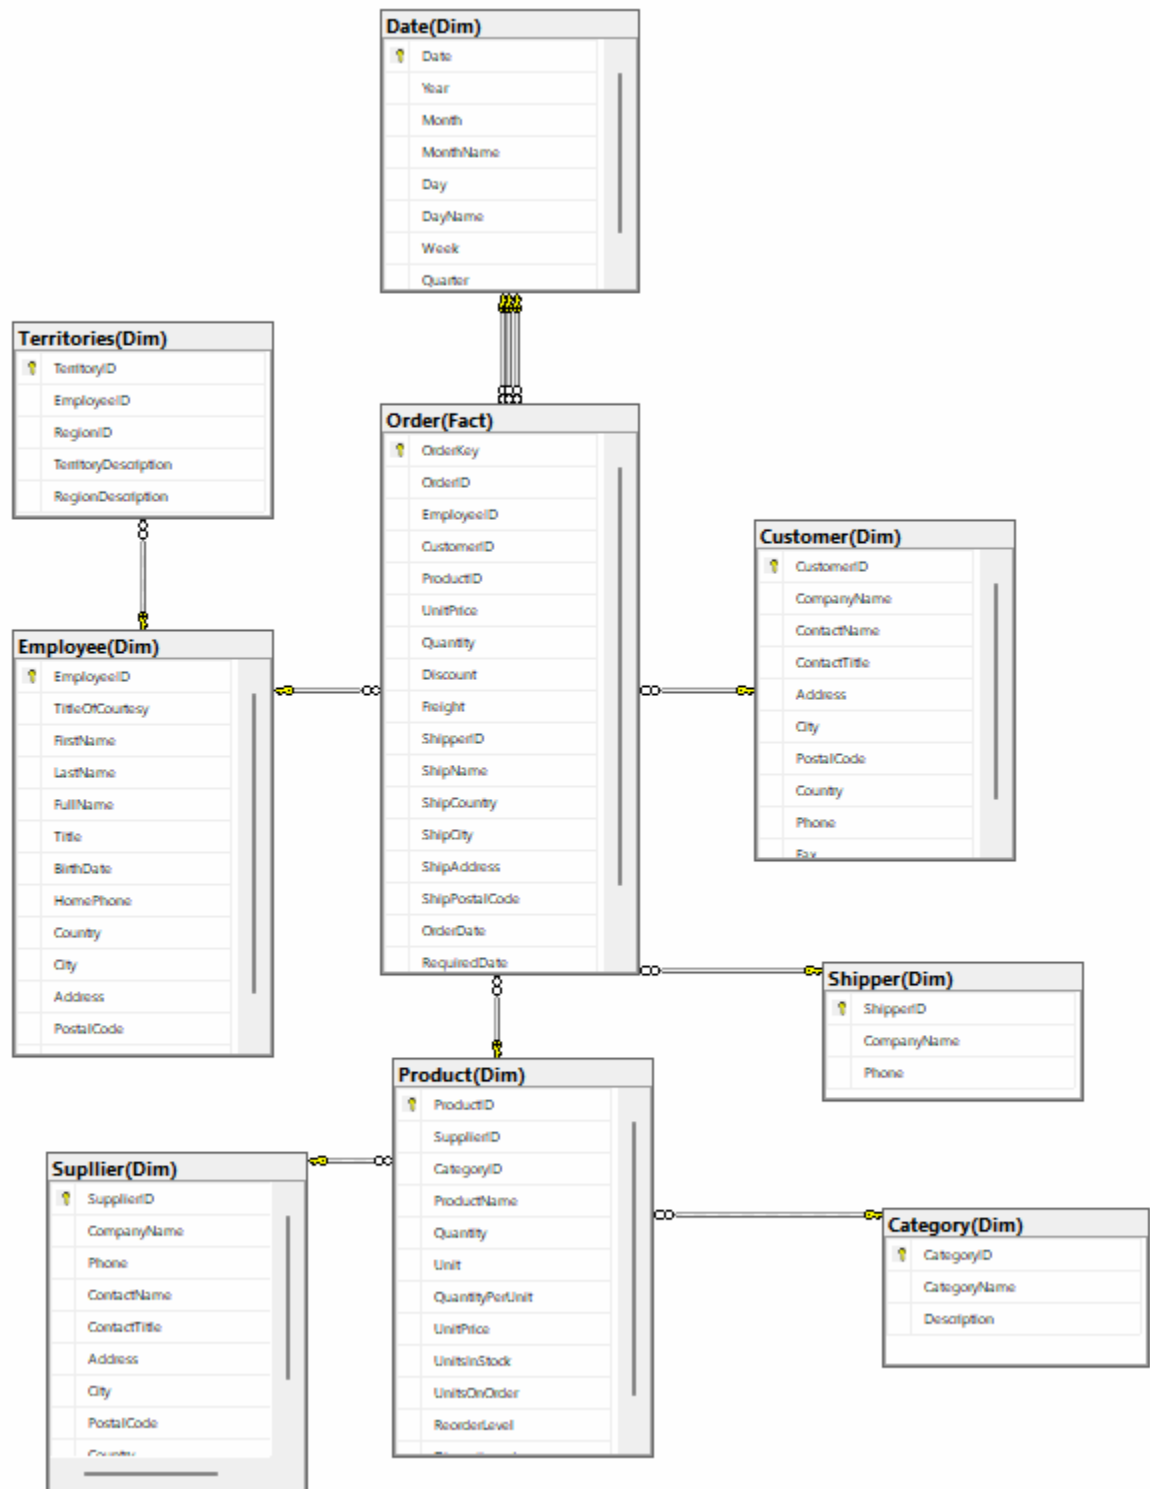 Date(Dim)
Date
Year
Month
MonthName
Day
DayName
Week
Quarter
Territories(Dim)
TerritoryID
EmployeeID
RegionID
TerritoryDescription
RegionDescription
Order(Fact)
OrderKey
OrderID
EmployeeID
CustomerID
ProductID
UnitPrice
Quantity
Discount
Freight
ShipperID
ShipName
ShipCountry
ShipCity
ShipAddress
ShipPostalCode
OrderDate
RequiredDate
Customer(Dim)
CustomerID
CompanyName
ContactName
ContactTitle
Address
City
PostalCode
Country
Phone
Fax
Employee(Dim)
EmployeeID
TitleOfCourtesy
FirstName
LastName
FullName
Title
BirthDate
HomePhone
Country
City
Address
PostalCode
Shipper(Dim)
ShipperID
CompanyName
Phone
Product(Dim)
ProductID
SupplierID
CategoryID
ProductName
Quantity
Unit
QuantityPerUnit
UnitPrice
UnitsInStock
UnitsOnOrder
ReorderLevel
Supllier(Dim)
SupplierID
CompanyName
Phone
ContactName
ContactTitle
Address
City
PostalCode
Country
Category(Dim)
CategoryID
CategoryName
Description